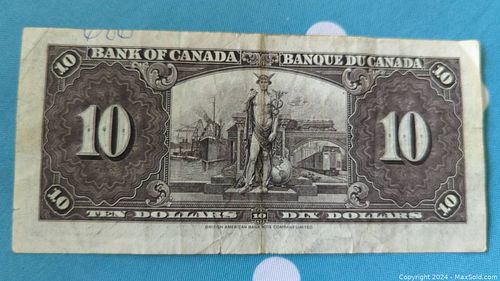 BANK OF CANADA BANQUE DU CANADA
10 10
10 10
10 10
TEN DOLLARS 10 DIX DOLLARS
BRITISH AMERICAN BANK NOTE COMPANY LIMITED
Copyright © 2024 - MaxSold.com